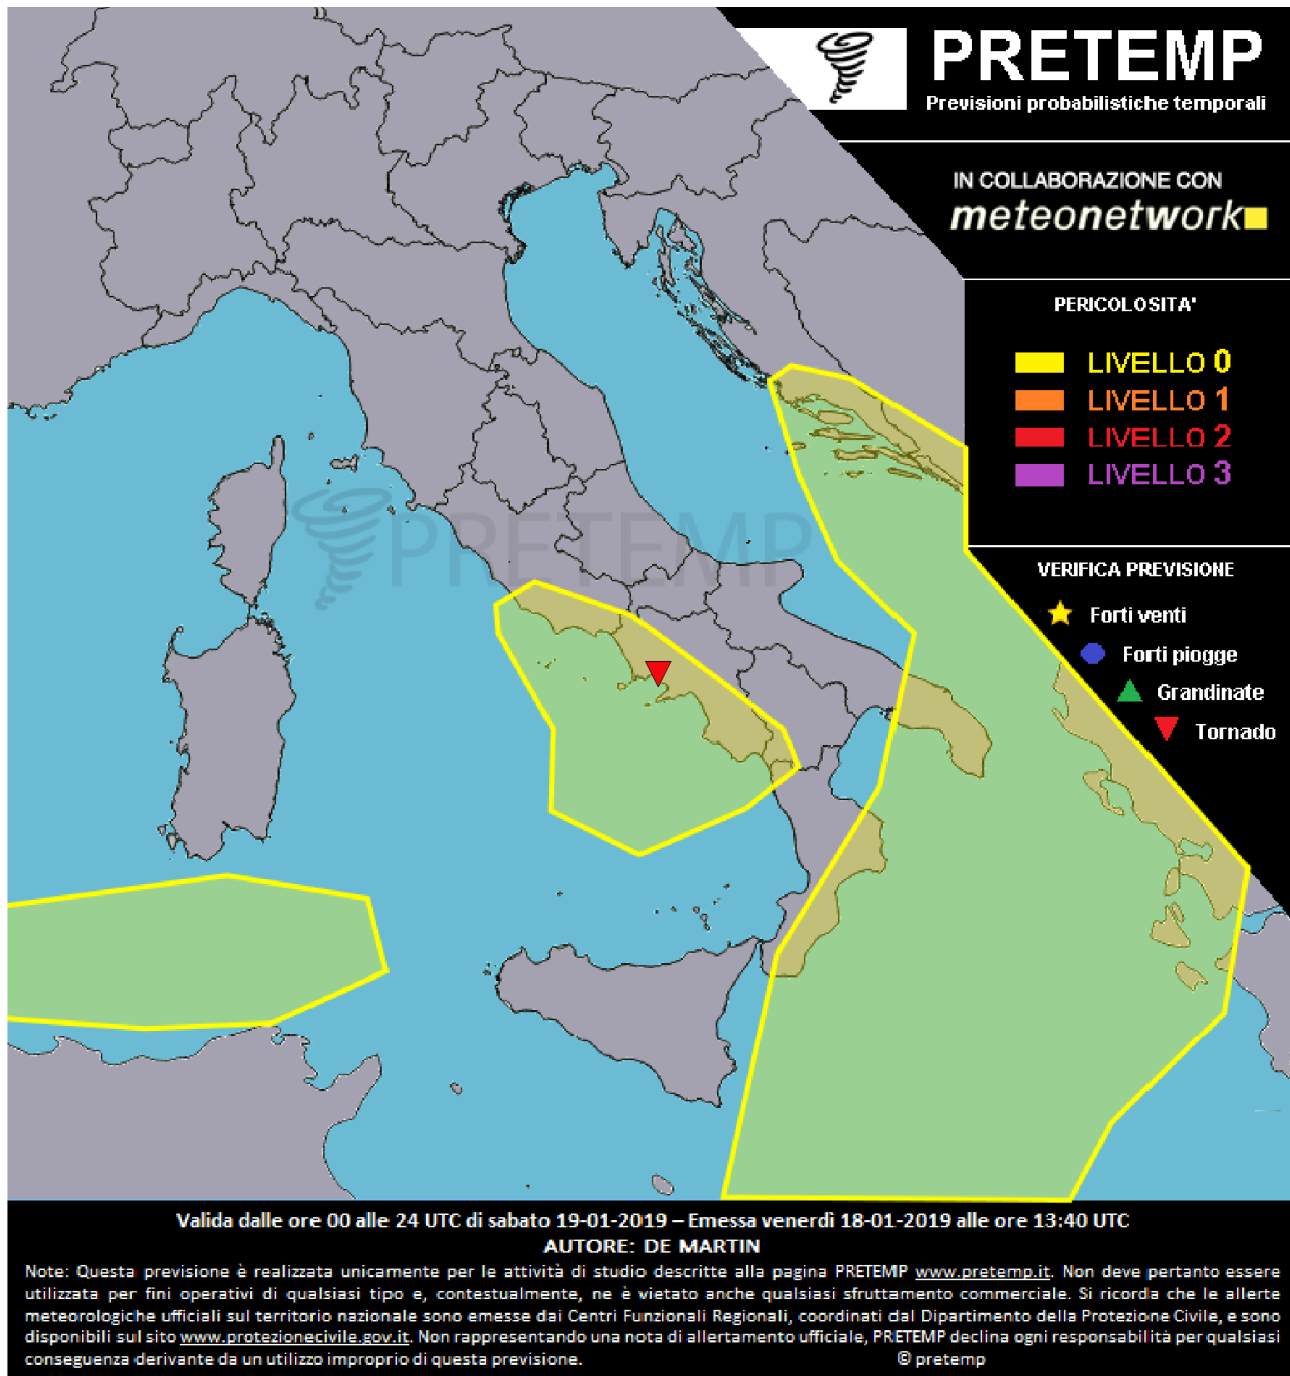 PRETEMP
Previsioni probabilistiche temporali
IN COLLABORAZIONE CON
meteonetwork
PERICOLOSITA'
LIVELLO 0
LIVELLO 1
LIVELLO 2
LIVELLO 3
PRETEMP
VERIFICA PREVISIONE
Forti venti
Forti piogge
Grandinate
Tornado
Valida dalle ore 00 alle 24 UTC di sabato 19-01-2019 – Emessa venerdì 18-01-2019 alle ore 13:40 UTC
AUTORE: DE MARTIN
Note: Questa previsione è realizzata unicamente per le attività di studio descritte alla pagina PRETEMP www.pretemp.it. Non deve pertanto essere
utilizzata per fini operativi di qualsiasi tipo e, contestualmente, ne è vietato anche qualsiasi sfruttamento commerciale. Si ricorda che le allerte
meteorologiche ufficiali sul territorio nazionale sono emesse dai Centri Funzionali Regionali, coordinati dal Dipartimento della Protezione Civile, e sono
disponibili sul sito www.protezionecivile.gov.it. Non rappresentando una nota di allertamento ufficiale, PRETEMP declina ogni responsabilità per qualsiasi
conseguenza derivante da un utilizzo improprio di questa previsione. © pretemp